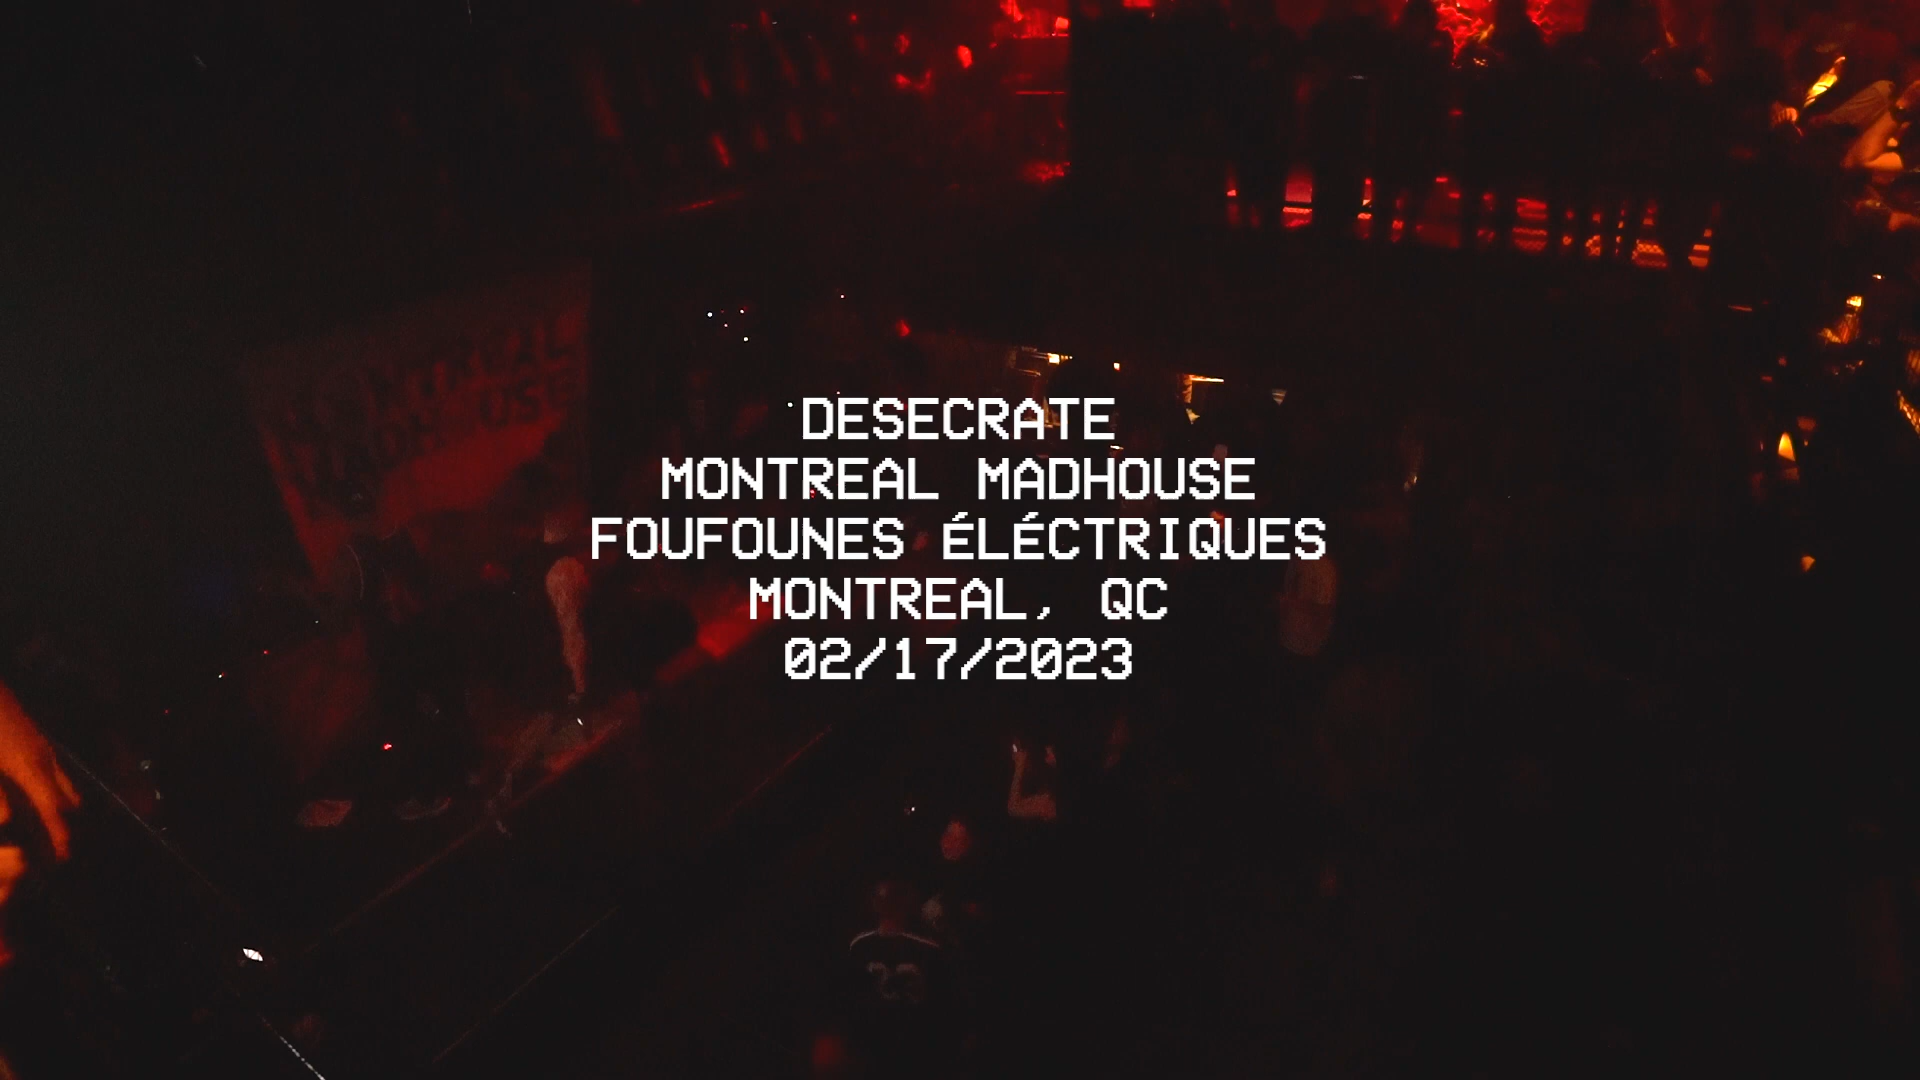 DESECRATE
MONTREAL MADHOUSE
FOUFOUNES ÉLÉCTRIQUES
MONTREAL, QC
02/17/2023